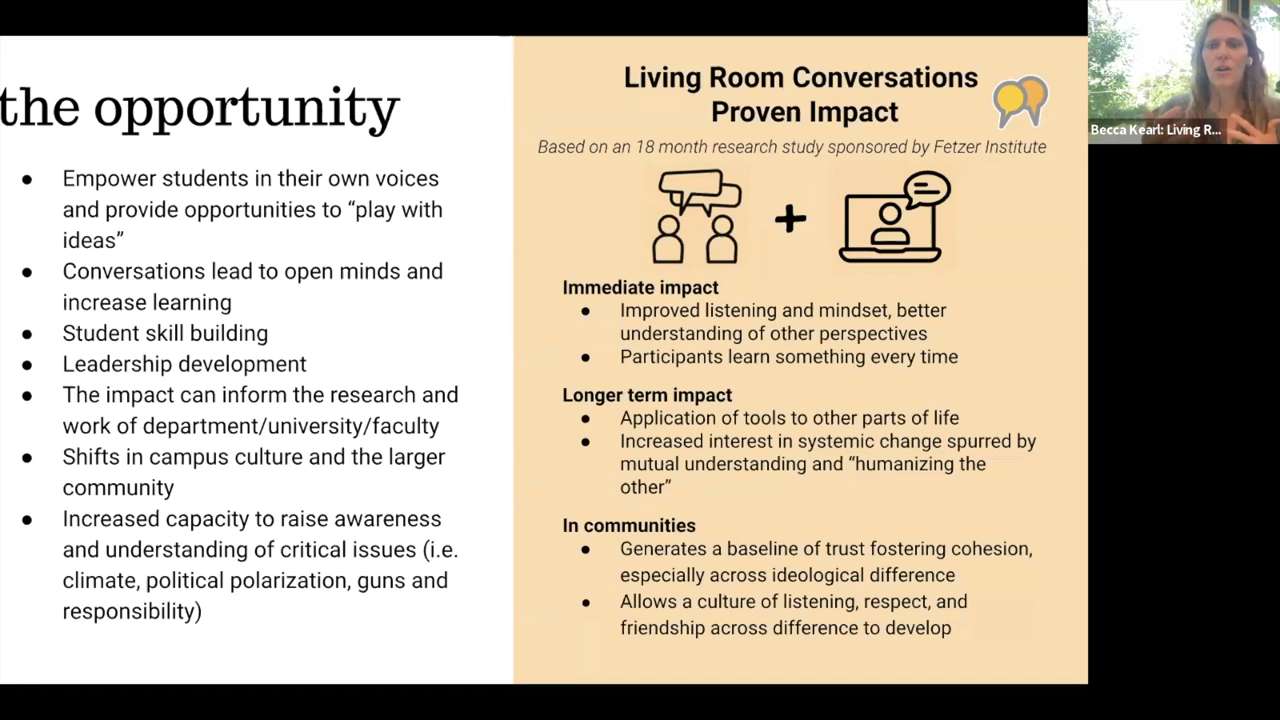 the opportunity
● Empower students in their own voices
and provide opportunities to “play with
ideas”
● Conversations lead to open minds and
increase learning
● Student skill building
● Leadership development
● The impact can inform the research and
work of department/university/faculty
● Shifts in campus culture and the larger
community
● Increased capacity to raise awareness
and understanding of critical issues (i.e.
climate, political polarization, guns and
responsibility)
Living Room Conversations
Proven Impact
Based on an 18 month research study sponsored by Fetzer Institute
Immediate impact
● Improved listening and mindset, better
understanding of other perspectives
● Participants learn something every time
Longer term impact
● Application of tools to other parts of life
● Increased interest in systemic change spurred by
mutual understanding and “humanizing the
other”
In communities
● Generates a baseline of trust fostering cohesion,
especially across ideological difference
● Allows a culture of listening, respect, and
friendship across difference to develop
Becca Kearl: Living R...